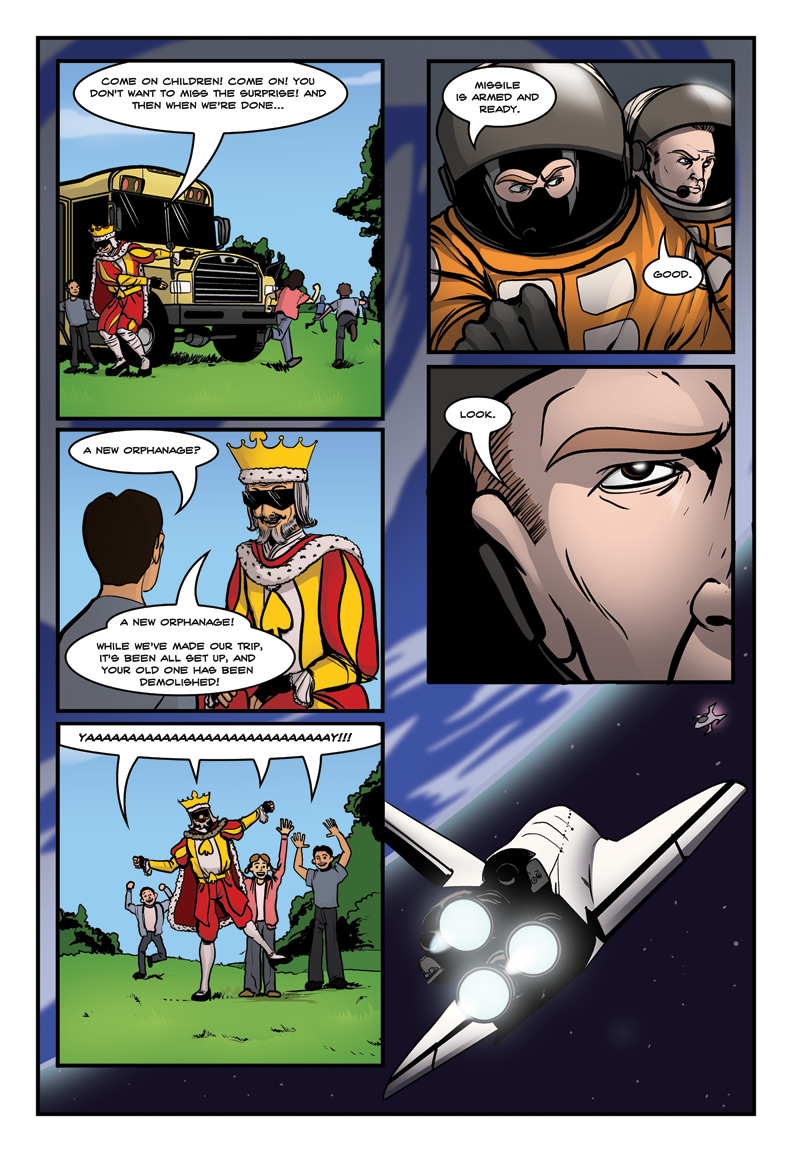 COME ON CHILDREN! COME ON! YOU
DON'T WANT TO MISS THE SURPRISE! AND
THEN WHEN WE'RE DONE...
A NEW ORPHANAGE?
A NEW ORPHANAGE!
WHILE WE'VE MADE OUR TRIP,
IT'S BEEN ALL SET UP, AND
YOUR OLD ONE HAS BEEN
DEMOLISHED!
YAAAAAAAAAAAAAAAAAAAAAAAAAAAAAY!!!
MISSILE
IS ARMED AND
READY.
GOOD.
LOOK.